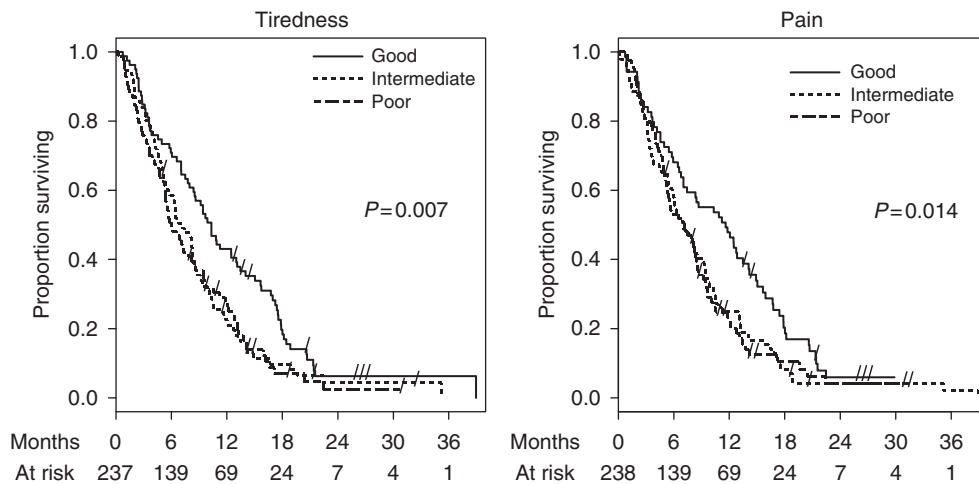 Tiredness
1.0
0.8
0.6
0.4
0.2
0.0
Proportion surviving
Good
Intermediate
Poor
P=0.007
Months 0 6 12 18 24 30 36
At risk 237 139 69 24 7 4 1
Pain
1.0
0.8
0.6
0.4
0.2
0.0
Proportion surviving
Good
Intermediate
Poor
P=0.014
Months 0 6 12 18 24 30 36
At risk 238 139 69 24 7 4 1